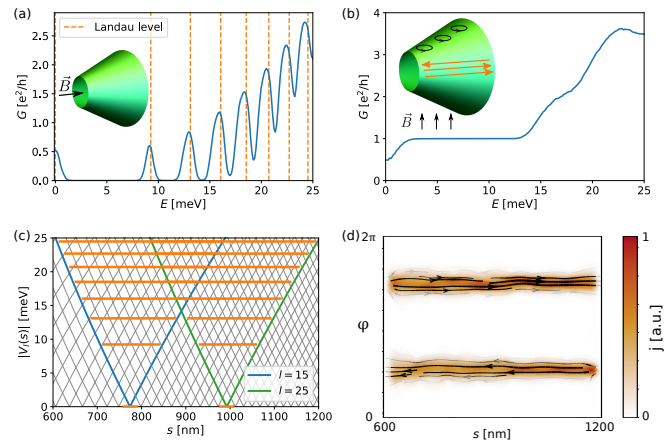 (a)
Landau level
B⃗
G [e²/h]
2.5
2.0
1.5
1.0
0.5
0.0
0 5 10 15 20 25
E [meV]
(b)
B⃗
G [e²/h]
4
3
2
1
0
0 5 10 15 20 25
E [meV]
(c)
|Vₗ(s)| [meV]
25
20
15
10
5
0
l = 15
l = 25
600 700 800 900 1000 1100 1200
s [nm]
(d)
2π
φ
0
600 1200
s [nm]
1
j [a.u.]
0